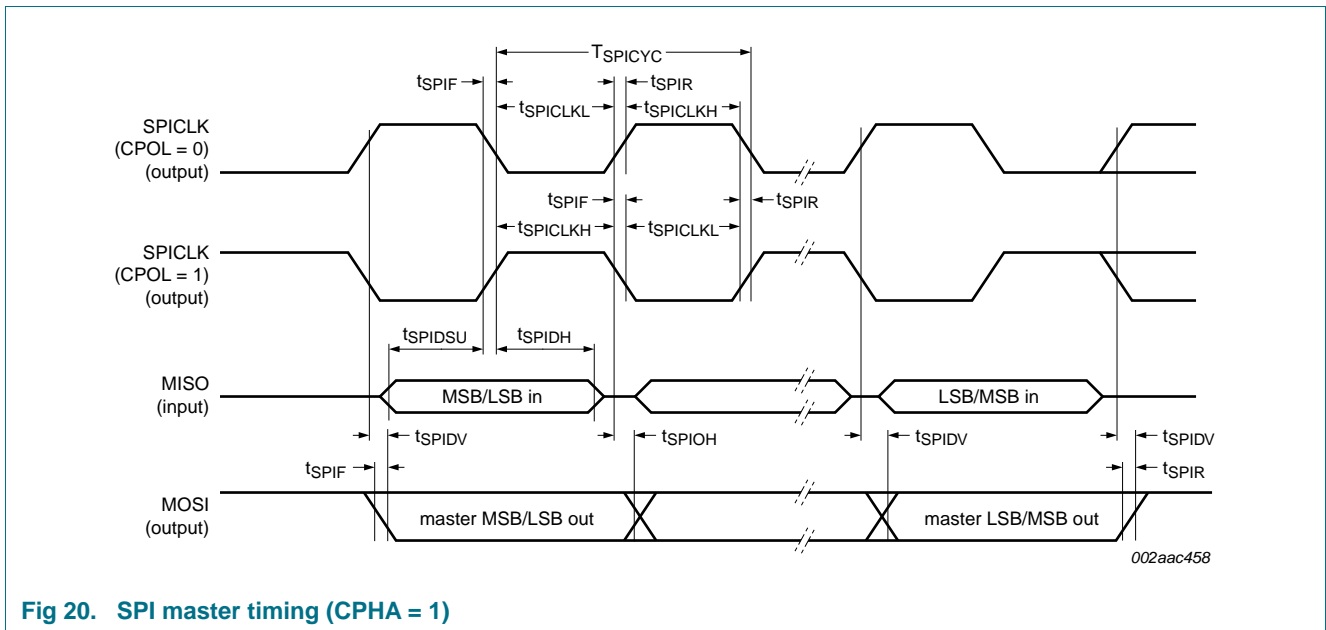 TSPICYC
tSPIF
tSPIR
tSPICLKL
tSPICLKH
SPICLK
(CPOL = 0)
(output)
tSPIF
tSPIR
tSPICLKH
tSPICLKL
SPICLK
(CPOL = 1)
(output)
tSPIDSU
tSPIDH
MISO
(input)
MSB/LSB in
LSB/MSB in
tSPIDV
tSPIOH
tSPIDV
tSPIDV
tSPIF
tSPIR
MOSI
(output)
master MSB/LSB out
master LSB/MSB out
002aac458
Fig 20. SPI master timing (CPHA = 1)